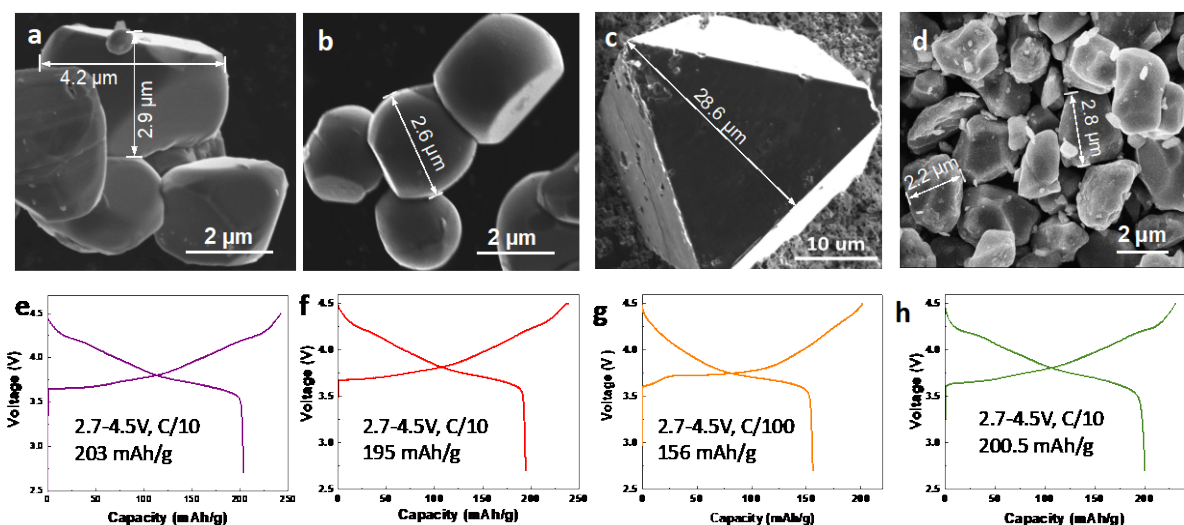 a
4.2 µm
2.9 µm
2 µm
b
2.6 µm
2 µm
c
28.6 µm
10 um
d
2.8 µm
2.2 µm
2 µm
e
4.5
4.0
3.5
3.0
2.5
Voltage (V)
2.7-4.5V, C/10
203 mAh/g
0 50 100 150 200 250
Capacity (mAh/g)
f
4.5
4.0
3.5
3.0
2.5
Voltage (V)
2.7-4.5V, C/10
195 mAh/g
0 50 100 150 200 250
Capacity (mAh/g)
g
4.5
4.0
3.5
3.0
2.5
Voltage (V )
2.7-4.5V, C/100
156 mAh/g
0 50 100 150 200
Capacity (mAh/g)
h
4.5
4.0
3.5
3.0
2.5
Voltage (V)
2.7-4.5V, C/10
200.5 mAh/g
0 50 100 150 200
Capacity (mAh/g)